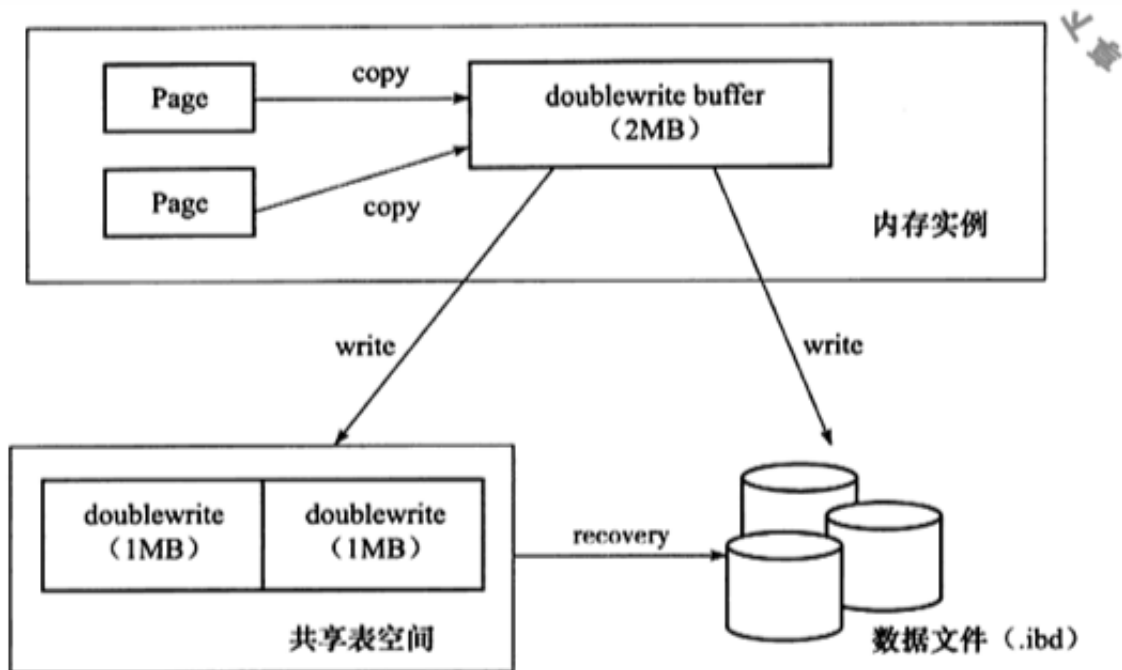 Page
copy
doublewrite buffer
（2MB）
Page
copy
内存实例
write
write
doublewrite
（1MB）
doublewrite
（1MB）
recovery
共享表空间
数据文件（.ibd）